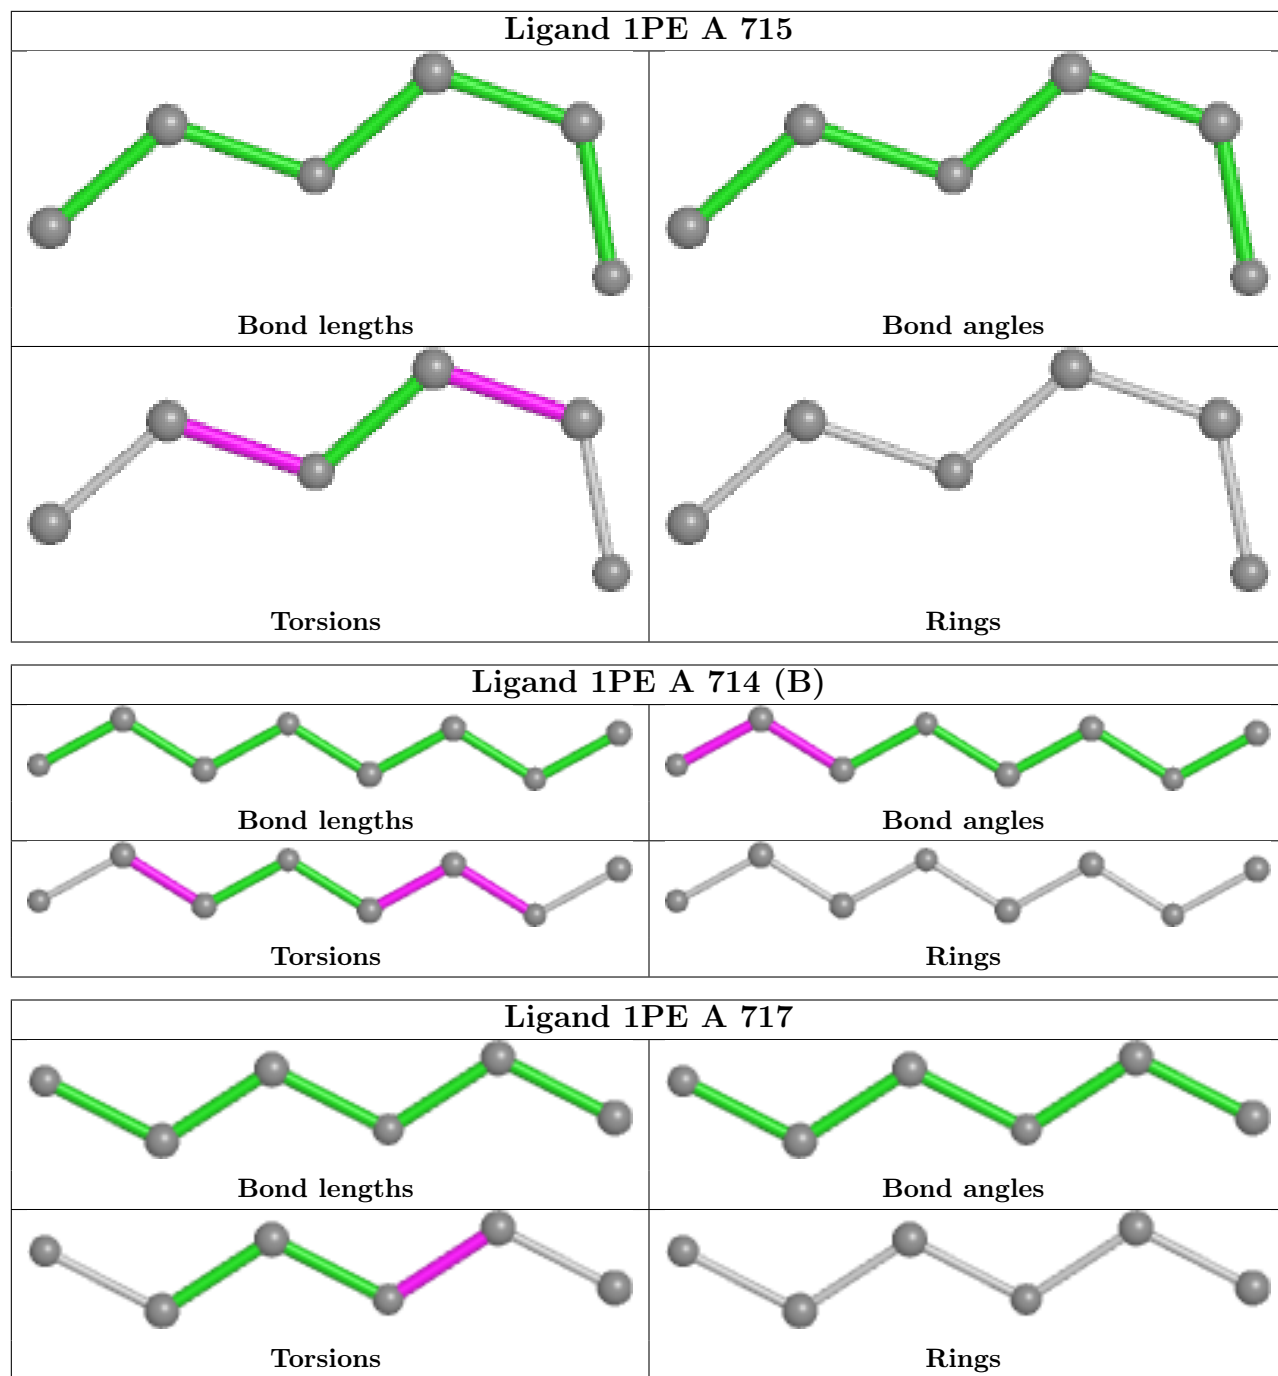 Ligand 1PE A 715
Bond lengths
Bond angles
Torsions
Rings
Ligand 1PE A 714 (B)
Bond lengths
Bond angles
Torsions
Rings
Ligand 1PE A 717
Bond lengths
Bond angles
Torsions
Rings